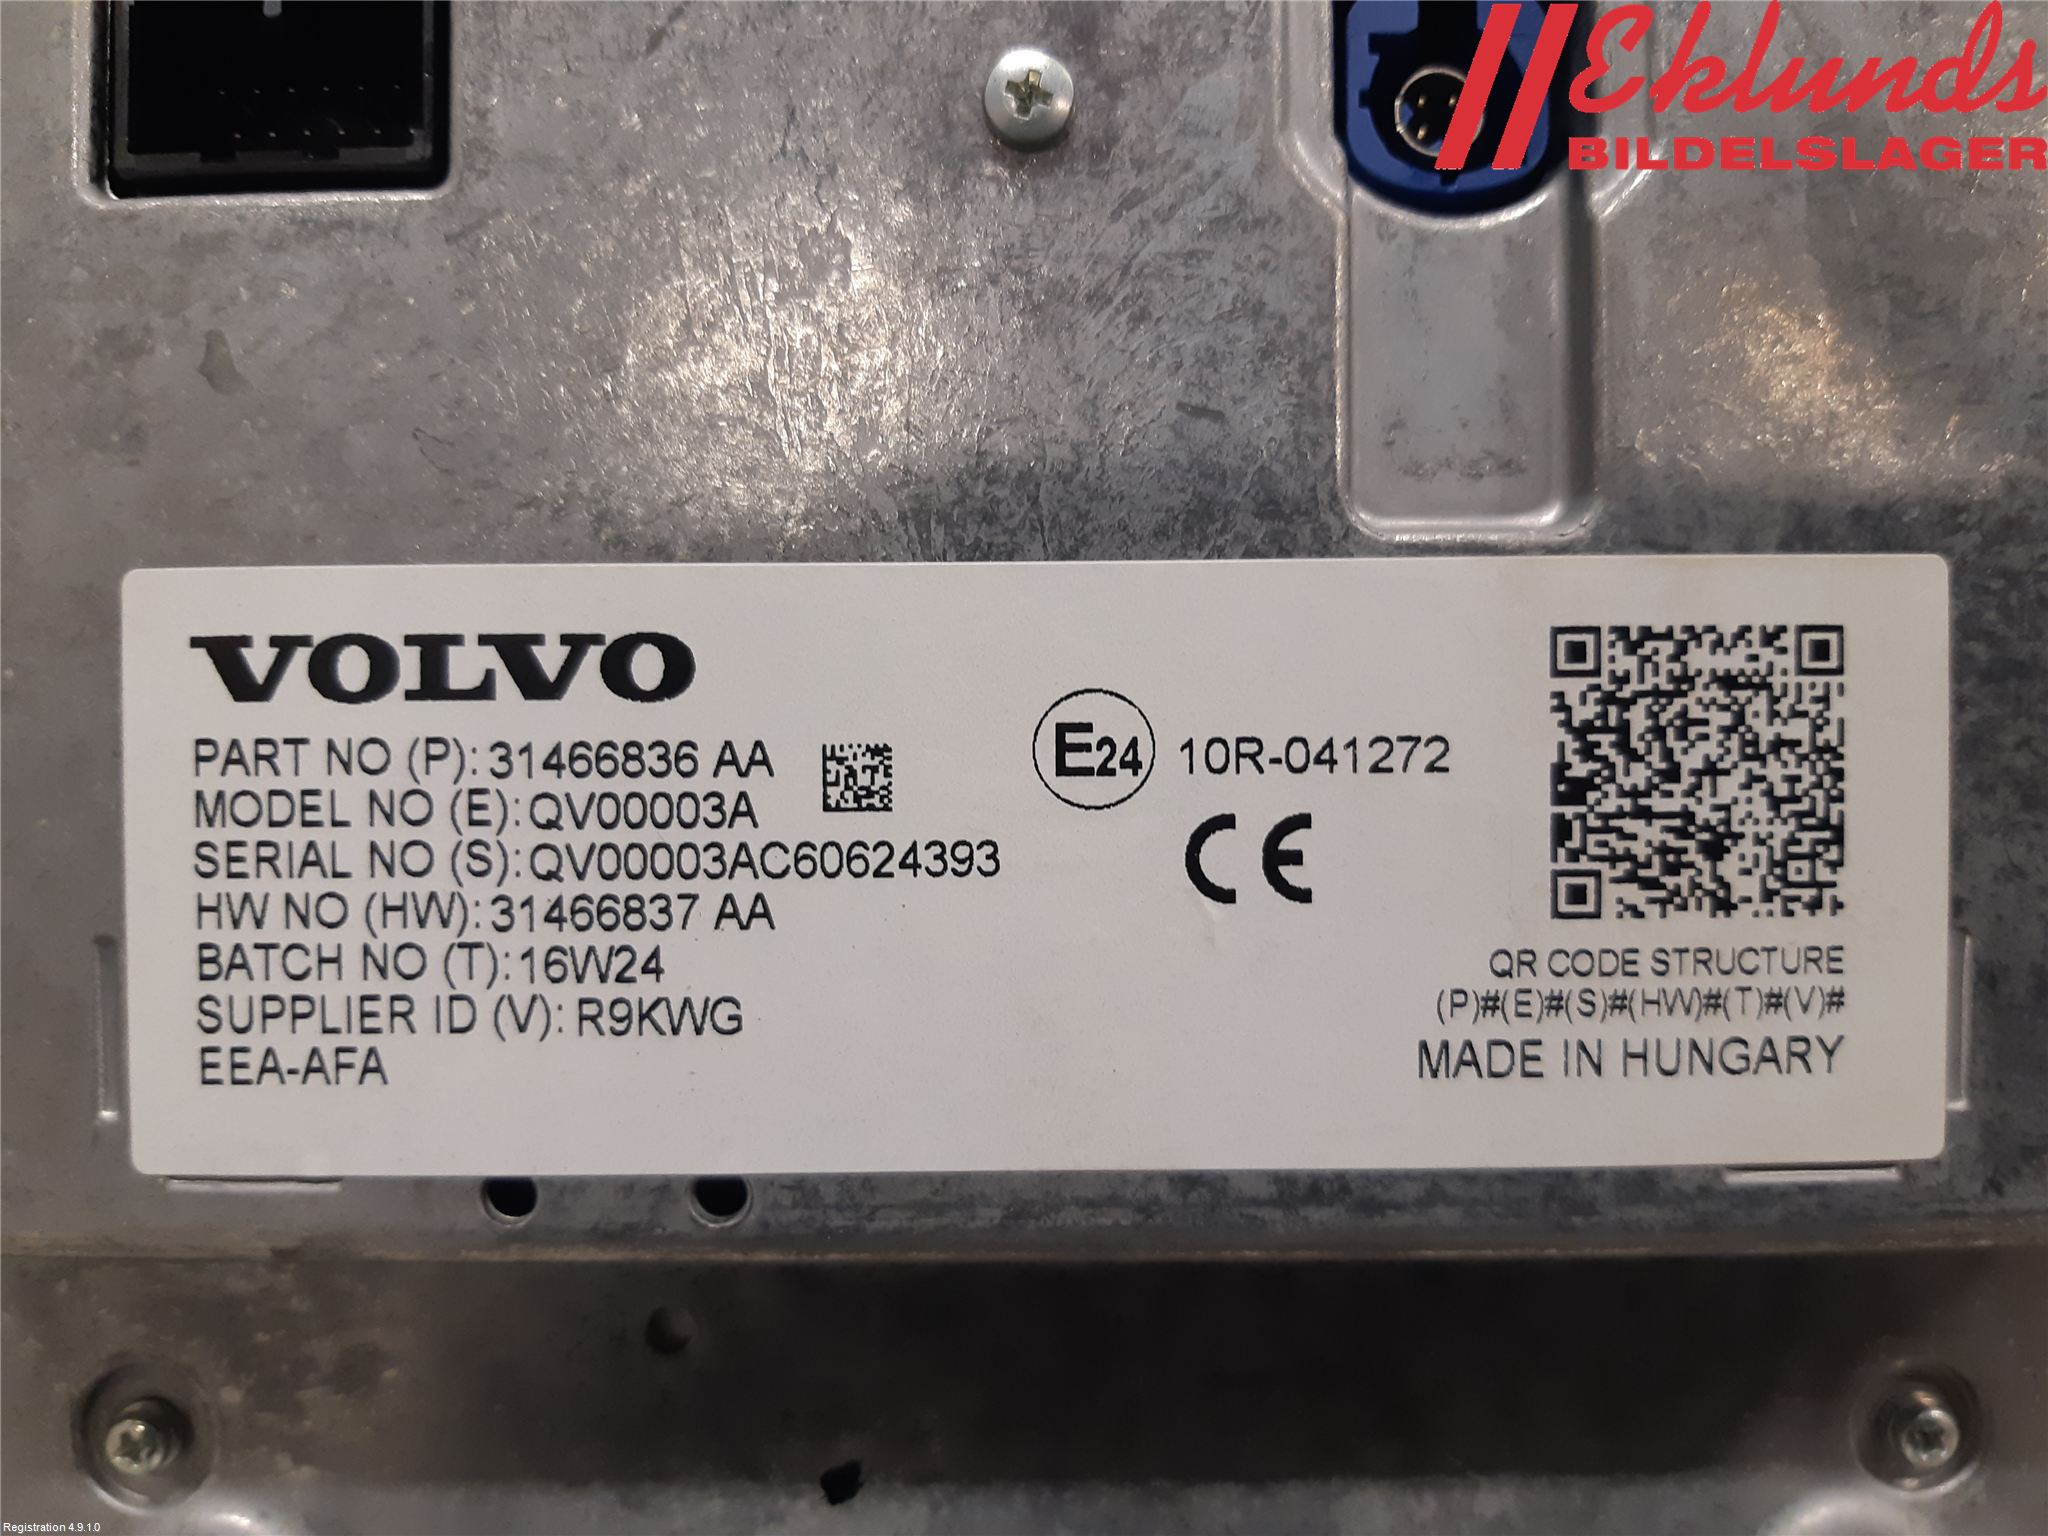 Eklunds
BILDELSLAGER
VOLVO
PART NO (P): 31466836 AA
MODEL NO (E): QV00003A
SERIAL NO (S): QV00003AC60624393
HW NO (HW): 31466837 AA
BATCH NO (T): 16W24
SUPPLIER ID (V): R9KWG
EEA-AFA
E24 10R-041272
CE
QR CODE STRUCTURE
(P)#(E)#(S)#(HW)#(T)#(V)#
MADE IN HUNGARY
Registration 4.9.1.0